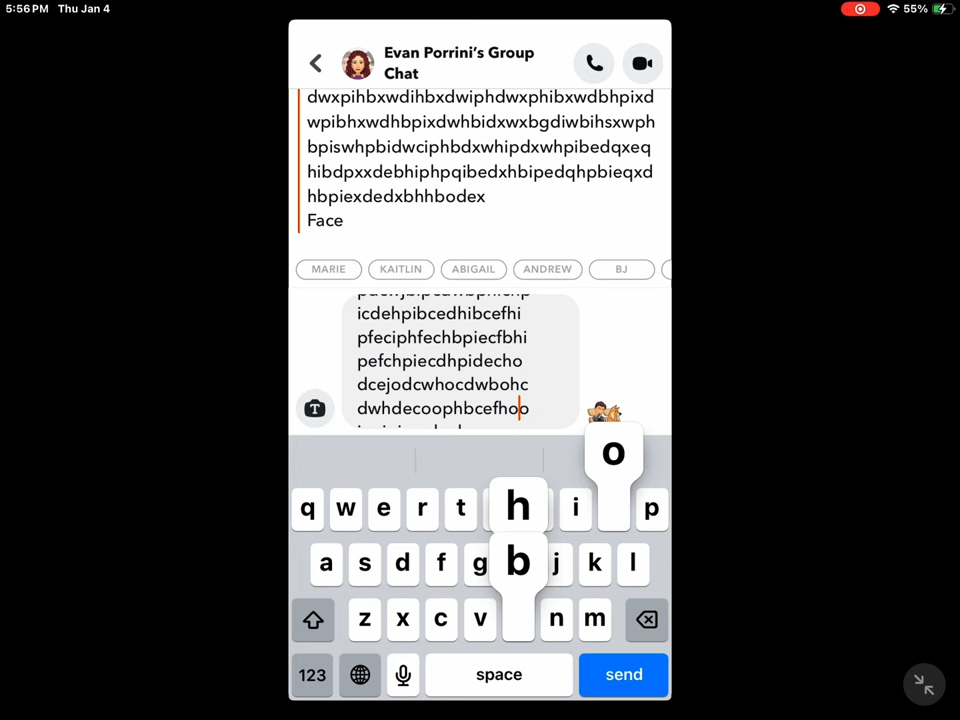 5:56 PM Thu Jan 4
55%
Evan Porrini's Group
Chat
dwxpihbxwdihbxdwiphdwxphibxwdbhpixd
wpibhxwdhbpixdwhbidxwxbgdiwbihsxwph
bpiswhpbidwciphbdxwhipdxwhpibedqxeq
hibdpxxdebhiphpqibedxhbipedqhpbieqxd
hbpiexdedxbhhbodex
Face
MARIE KAITLIN ABIGAIL ANDREW BJ
icdehpibcedhibcefhi
pfeciphfechbpiecfbhi
pefchpiecdhpidecho
dcejodcwhocdwbohc
dwhdecoophbcefhoo
o
q w e r t h i p
a s d f g b j k l
z x c v n m
123 space send